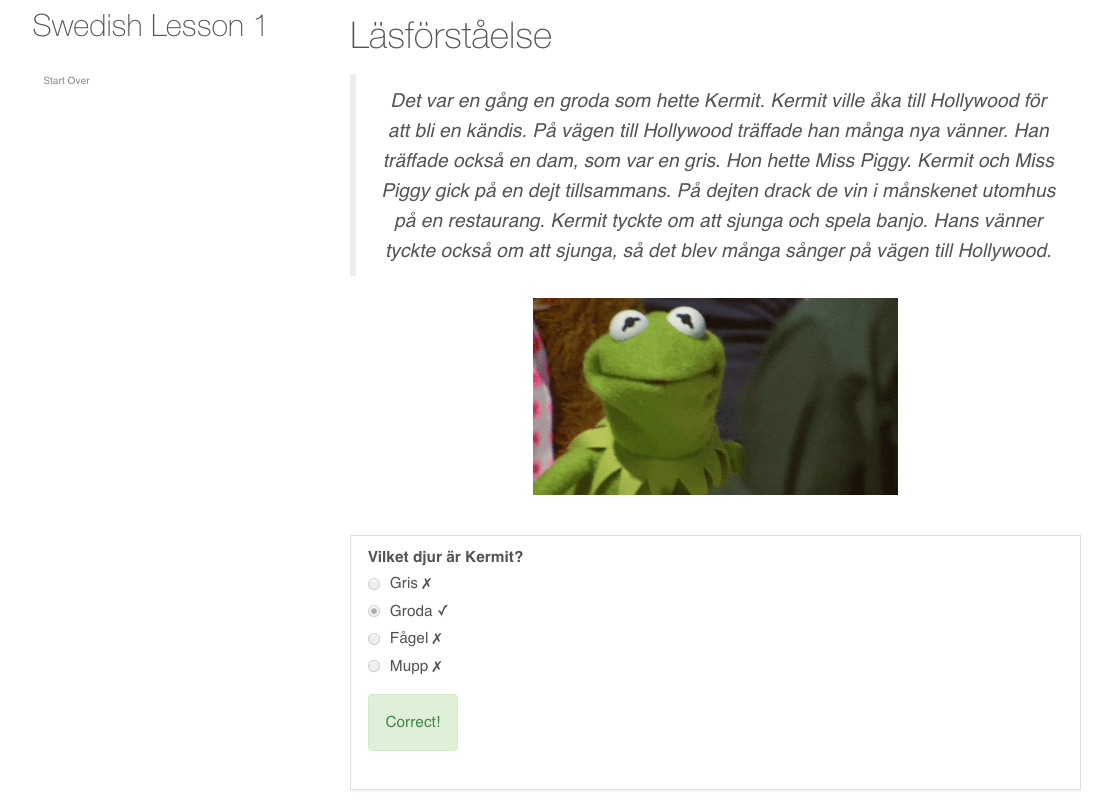 Swedish Lesson 1
Start Over
Läsförståelse
Det var en gång en groda som hette Kermit. Kermit ville åka till Hollywood för
att bli en kändis. På vägen till Hollywood träffade han många nya vänner. Han
träffade också en dam, som var en gris. Hon hette Miss Piggy. Kermit och Miss
Piggy gick på en dejt tillsammans. På dejten drack de vin i månskenet utomhus
på en restaurang. Kermit tyckte om att sjunga och spela banjo. Hans vänner
tyckte också om att sjunga, så det blev många sånger på vägen till Hollywood.
Vilket djur är Kermit?
Gris ✗
Groda ✓
Fågel ✗
Mupp ✗
Correct!